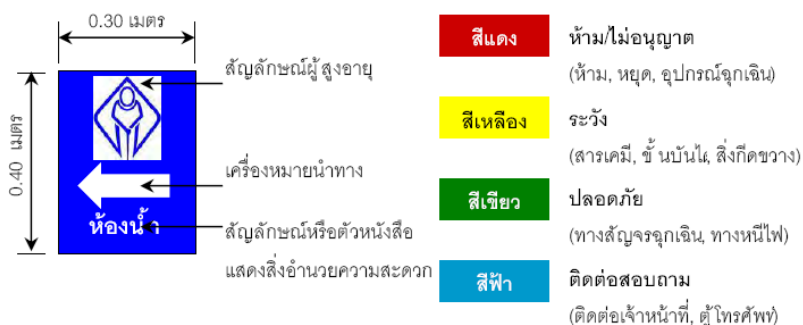 0.30 เมตร
0.40 เมตร
ห้องน้ำ
สัญลักษณ์ผู้สูงอายุ
เครื่องหมายนำทาง
สัญลักษณ์หรือตัวหนังสือ
แสดงสิ่งอำนวยความสะดวก
สีแดง
ห้าม/ไม่อนุญาต
(ห้าม, หยุด, อุปกรณ์ฉุกเฉิน)
สีเหลือง
ระวัง
(สารเคมี, ขั้นบันได, สิ่งกีดขวาง)
สีเขียว
ปลอดภัย
(ทางสัญจรฉุกเฉิน, ทางหนีไฟ)
สีฟ้า
ติดต่อสอบถาม
(ติดต่อเจ้าหน้าที่, ตู้โทรศัพท์)